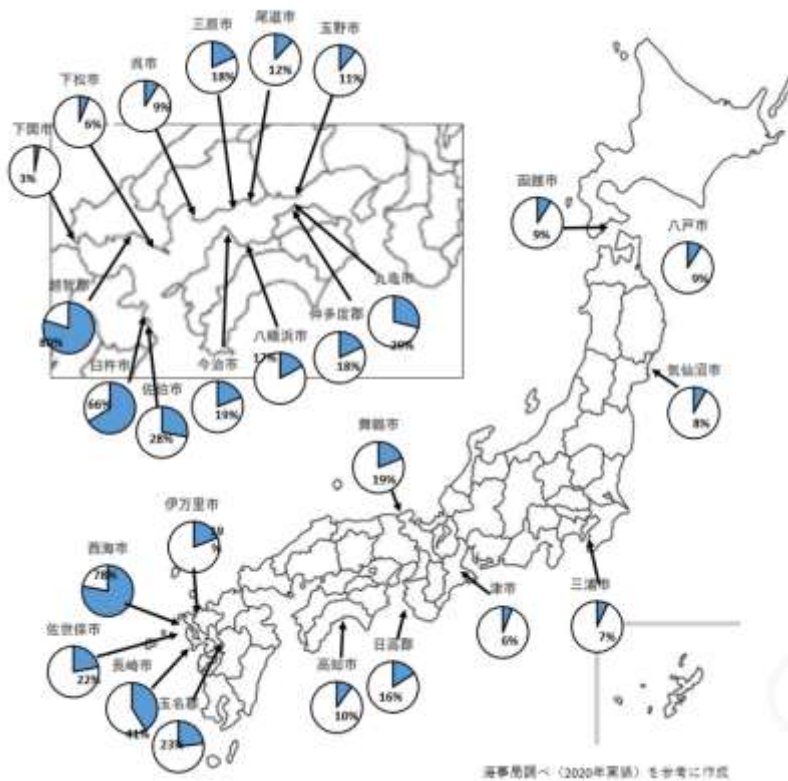 三原市
18%
尾道市
12%
玉野市
11%
呉市
9%
下松市
6%
下関市
3%
函館市
9%
八戸市
9%
気仙沼市
8%
丸亀市
仲多度郡
18%
八幡浜市
17%
今治市
19%
佐伯市
28%
臼杵市
66%
越智郡
舞鶴市
19%
伊万里市
%
西海市
78%
佐世保市
22%
長崎市
41%
玉名郡
23%
高知市
10%
日高郡
16%
津市
6%
三浦市
7%
海事局調べ(2020年実績)を参考に作成